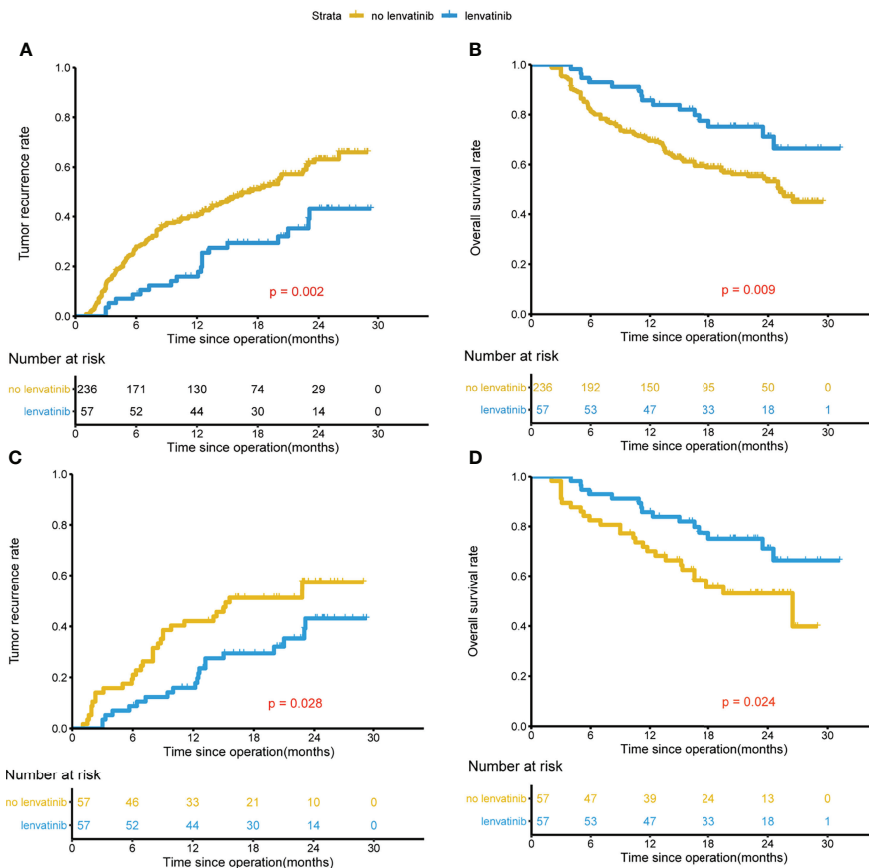 Strata no lenvatinib lenvatinib
A
1.0
0.8
0.6
0.4
0.2
0.0
Tumor recurrence rate
p = 0.002
0 6 12 18 24 30
Time since operation(months)
Number at risk
no lenvatinib 236 171 130 74 29 0
lenvatinib 57 52 44 30 14 0
0 6 12 18 24 30
Time since operation(months)
B
1.0
0.8
0.6
0.4
0.2
0.0
Overall survival rate
p = 0.009
0 6 12 18 24 30
Time since operation(months)
Number at risk
no lenvatinib 236 192 150 95 50 0
lenvatinib 57 53 47 33 18 1
0 6 12 18 24 30
Time since operation(months)
C
1.0
0.8
0.6
0.4
0.2
0.0
Tumor recurrence rate
p = 0.028
0 6 12 18 24 30
Time since operation(months)
Number at risk
no lenvatinib 57 46 33 21 10 0
lenvatinib 57 52 44 30 14 0
0 6 12 18 24 30
Time since operation(months)
D
1.0
0.8
0.6
0.4
0.2
0.0
Overall survival rate
p = 0.024
0 6 12 18 24 30
Time since operation(months)
Number at risk
no lenvatinib 57 47 39 24 13 0
lenvatinib 57 53 47 33 18 1
0 6 12 18 24 30
Time since operation(months)